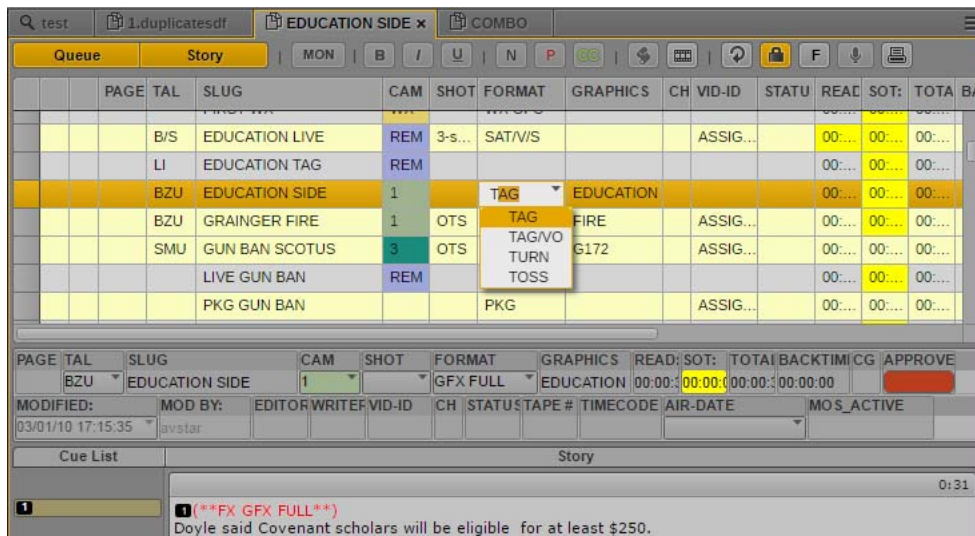 test 1.duplicatesdf EDUCATION SIDE x COMBO
Queue Story | MON | B I U | N P CC | | F
PAGE TAL SLUG CAM SHOT FORMAT GRAPHICS CH VID-ID STATU READ SOT: TOTA BA
B/S EDUCATION LIVE REM 3-s... SAT/V/S ASSIG... 00:... 00:... 00:...
LI EDUCATION TAG REM 00:... 00:... 00:...
BZU EDUCATION SIDE 1 TAG EDUCATION 00:... 00:... 00:...
BZU GRAINGER FIRE 1 OTS TAG FIRE ASSIG... 00:... 00:... 00:...
TAG/VO
SMU GUN BAN SCOTUS 3 OTS TURN G172 ASSIG... 00:... 00:... 00:...
LIVE GUN BAN REM TOSS 00:... 00:... 00:...
PKG GUN BAN PKG ASSIG... 00:... 00:... 00:...
PAGE TAL SLUG CAM SHOT FORMAT GRAPHICS READ: SOT: TOTAL BACKTIMI CG APPROVE
BZU EDUCATION SIDE 1 GFX FULL EDUCATION 00:00: 00:00:0 00:00: 00:00:00
MODIFIED: MOD BY: EDITOR WRITER VID-ID CH STATUS TAPE # TIMECODE AIR-DATE MOS_ACTIVE
03/01/10 17:15:35 avstar
Cue List Story
0:31
1 1 (**FX GFX FULL**)
Doyle said Covenant scholars will be eligible for at least $250.